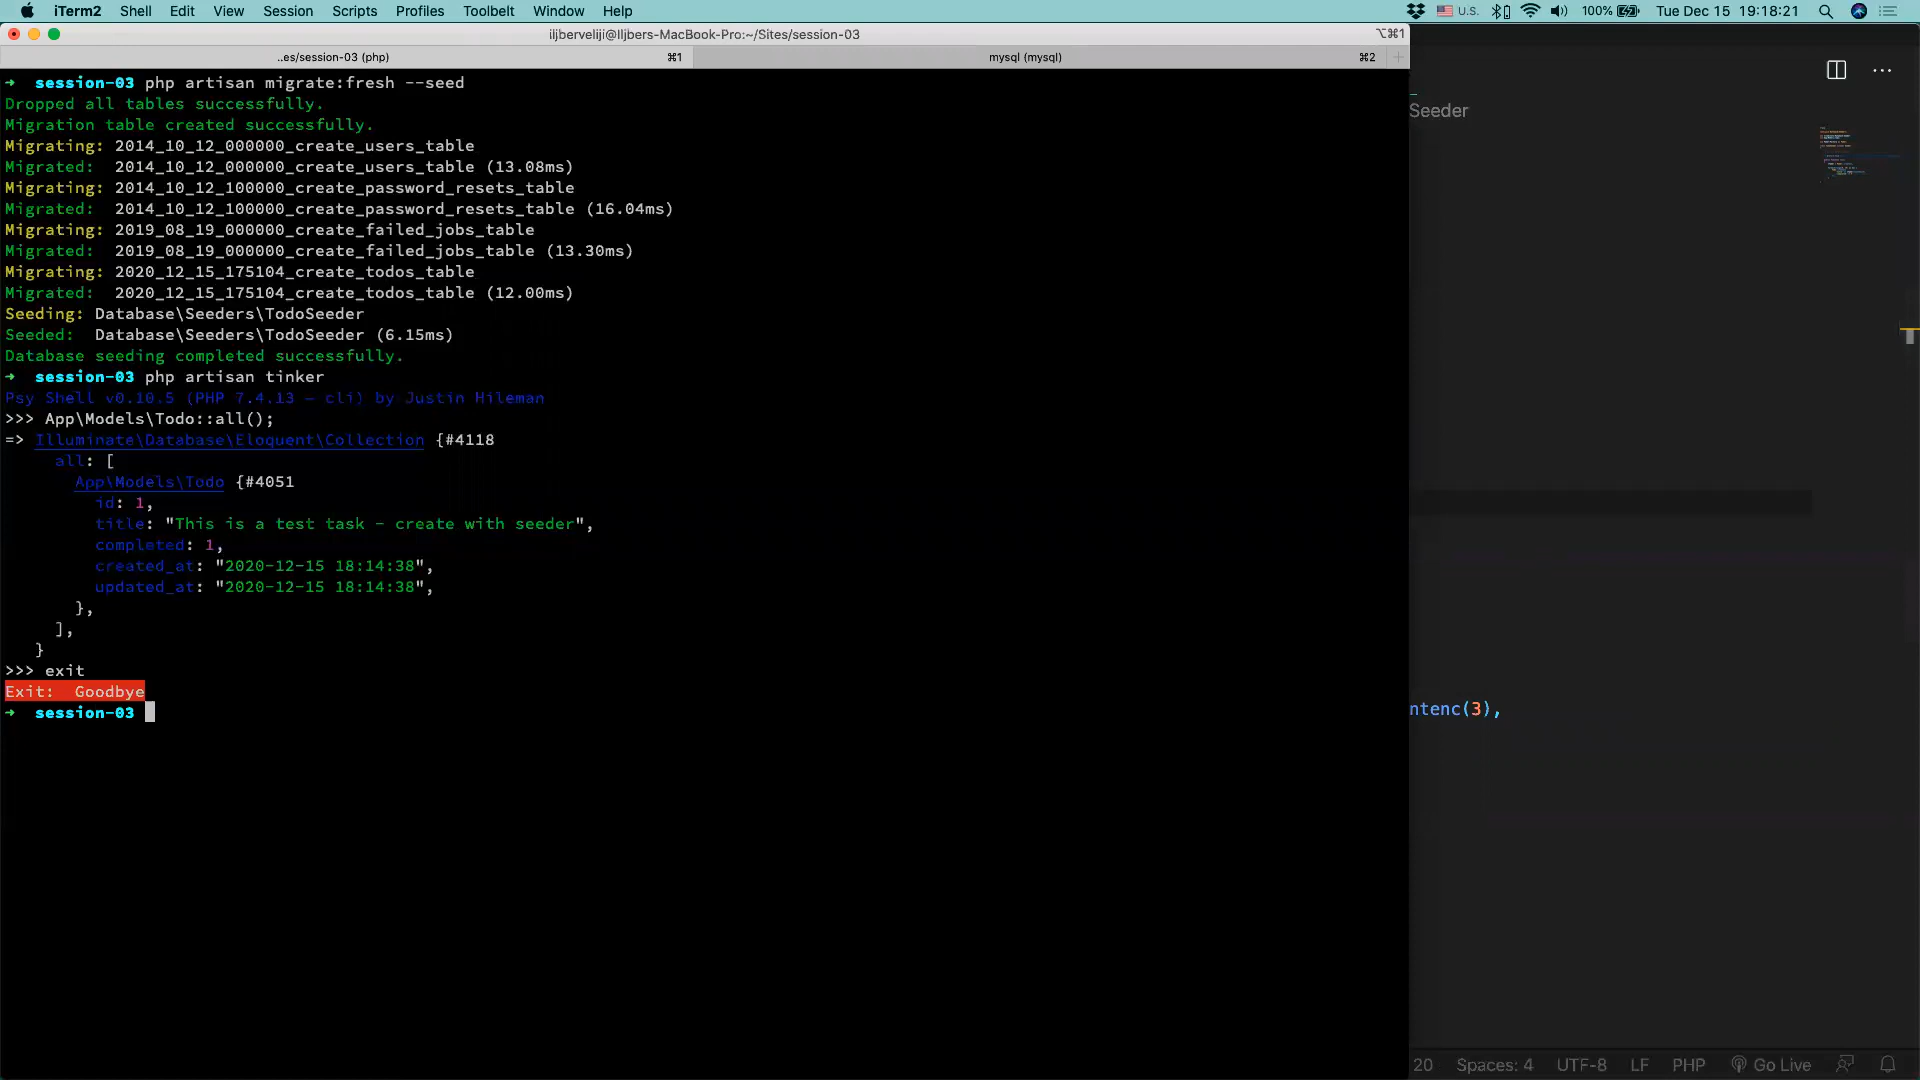 iTerm2 Shell Edit View Session Scripts Profiles Toolbelt Window Help U.S. 100% Tue Dec 15 19:18:21
iljberveliji@Iljbers-MacBook-Pro:~/Sites/session-03 ⌥⌘1
..es/session-03 (php) ⌘1 mysql (mysql) ⌘2 +
→ session-03 php artisan migrate:fresh --seed
Dropped all tables successfully.
Seeder
Migration table created successfully.
Migrating: 2014_10_12_000000_create_users_table
Migrated:  2014_10_12_000000_create_users_table (13.08ms)
Migrating: 2014_10_12_100000_create_password_resets_table
Migrated:  2014_10_12_100000_create_password_resets_table (16.04ms)
Migrating: 2019_08_19_000000_create_failed_jobs_table
Migrated:  2019_08_19_000000_create_failed_jobs_table (13.30ms)
Migrating: 2020_12_15_175104_create_todos_table
Migrated:  2020_12_15_175104_create_todos_table (12.00ms)
Seeding: Database\Seeders\TodoSeeder
Seeded:  Database\Seeders\TodoSeeder (6.15ms)
Database seeding completed successfully.
→ session-03 php artisan tinker
Psy Shell v0.10.5 (PHP 7.4.13 — cli) by Justin Hileman
>>> App\Models\Todo::all();
=> Illuminate\Database\Eloquent\Collection {#4118
all: [
App\Models\Todo {#4051
id: 1,
title: "This is a test task - create with seeder",
completed: 1,
created_at: "2020-12-15 18:14:38",
updated_at: "2020-12-15 18:14:38",
},
],
}
>>> exit
Exit:  Goodbye
→ session-03
ntenc(3),
20 Spaces: 4 UTF-8 LF PHP Go Live